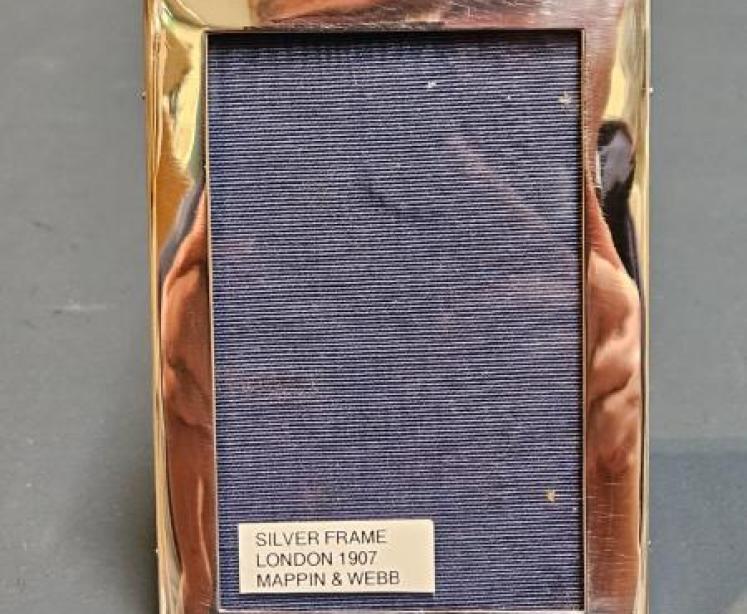 SILVER FRAME
LONDON 1907
MAPPIN & WEBB